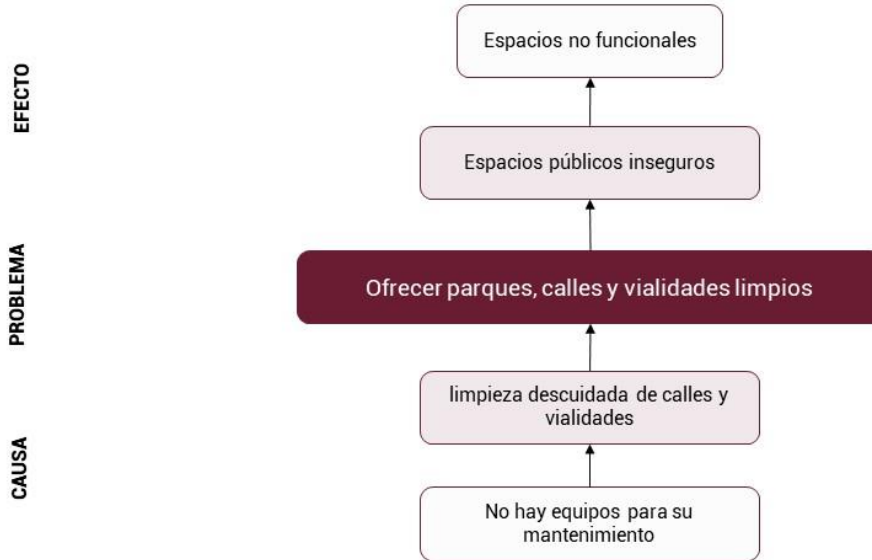 EFECTO
Espacios no funcionales
Espacios públicos inseguros
PROBLEMA
Ofrecer parques, calles y vialidades limpios
CAUSA
limpieza descuidada de calles y
vialidades
No hay equipos para su
mantenimiento